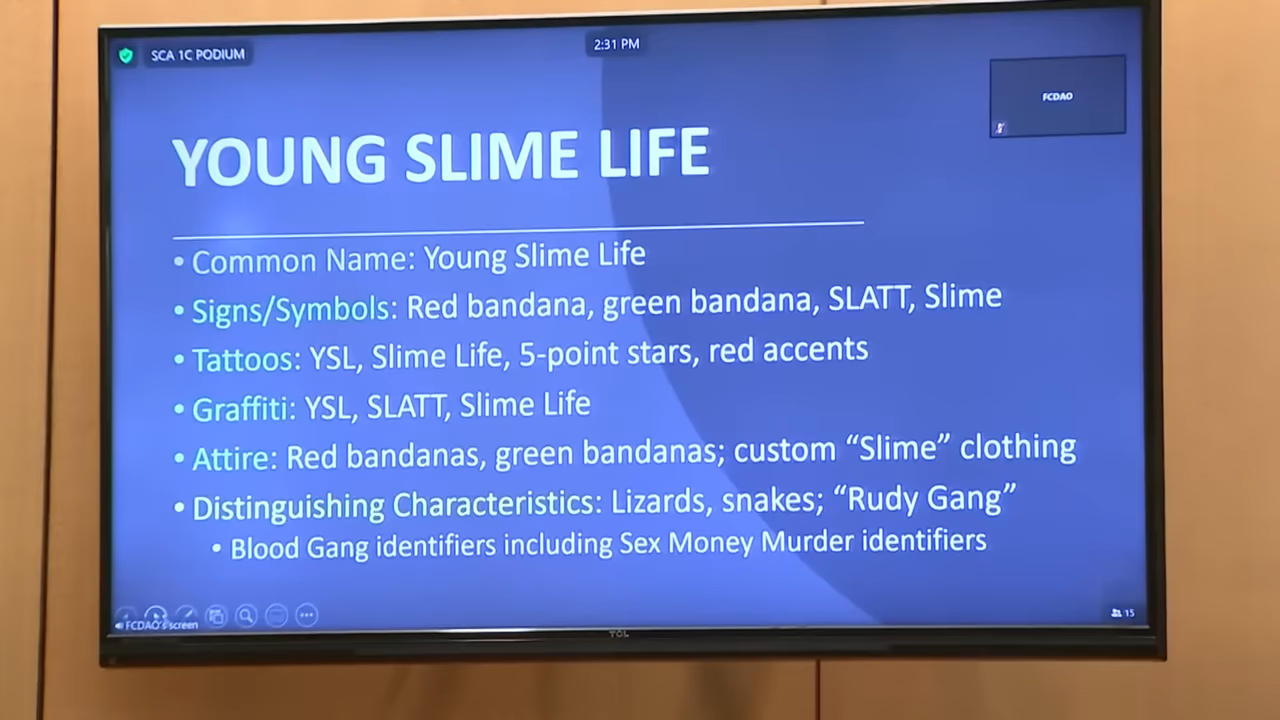 SCA 1C PODIUM
2:31 PM
FCDAO
YOUNG SLIME LIFE
• Common Name: Young Slime Life
• Signs/Symbols: Red bandana, green bandana, SLATT, Slime
• Tattoos: YSL, Slime Life, 5-point stars, red accents
• Graffiti: YSL, SLATT, Slime Life
• Attire: Red bandanas, green bandanas; custom “Slime” clothing
• Distinguishing Characteristics: Lizards, snakes; “Rudy Gang”
• Blood Gang identifiers including Sex Money Murder identifiers
FCDAO's screen
15
TCL